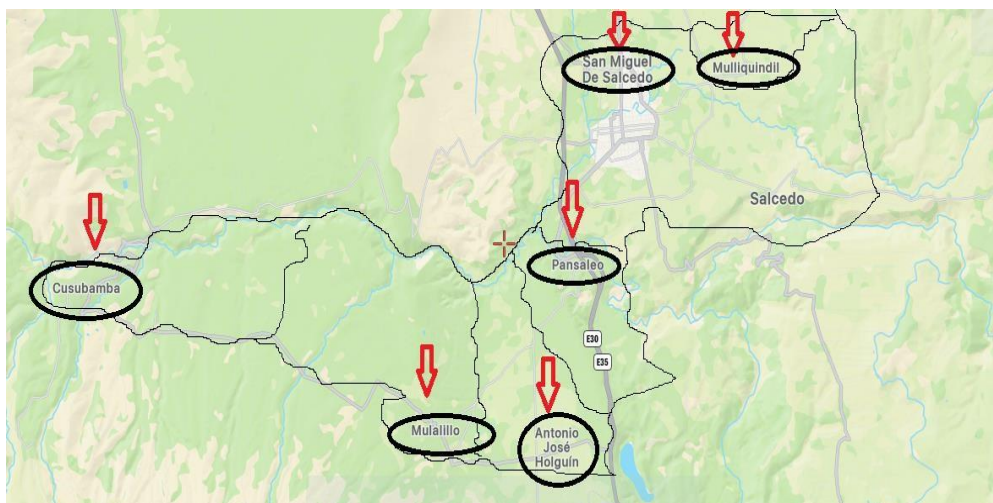 San Miguel
De Salcedo
Mulliquindil
Salcedo
Pansaleo
Cusubamba
E30
E35
Mulalillo
Antonio
José
Holguín